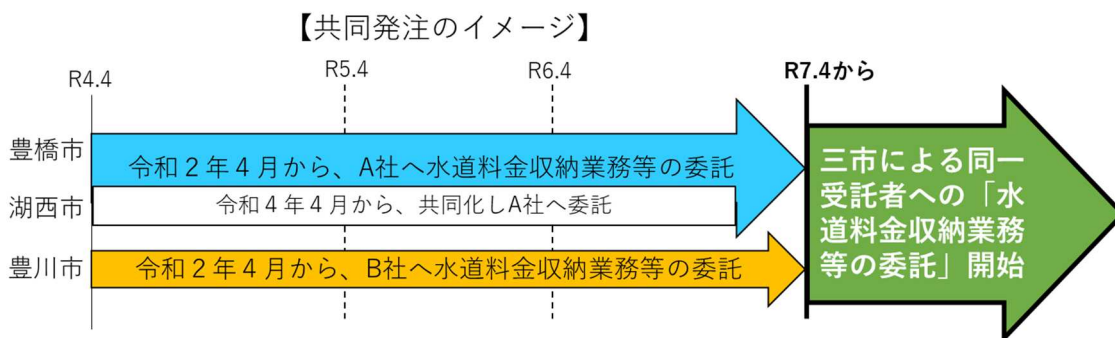 【共同発注のイメージ】
R4.4
R5.4
R6.4
R7.4から
豊橋市
令和２年４月から、A社へ水道料金収納業務等の委託
湖西市
令和４年４月から、共同化しA社へ委託
豊川市
令和２年４月から、B社へ水道料金収納業務等の委託
三市による同一
受託者への「水
道料金収納業務
等の委託」開始